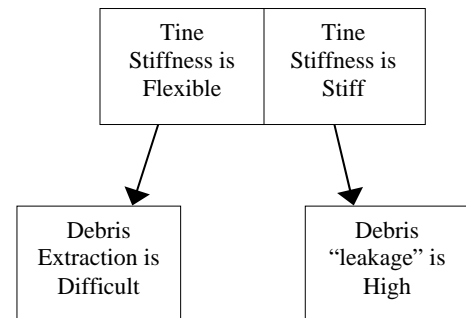 Tine
Stiffness is
Flexible
Tine
Stiffness is
Stiff
Debris
Extraction is
Difficult
Debris
“leakage” is
High